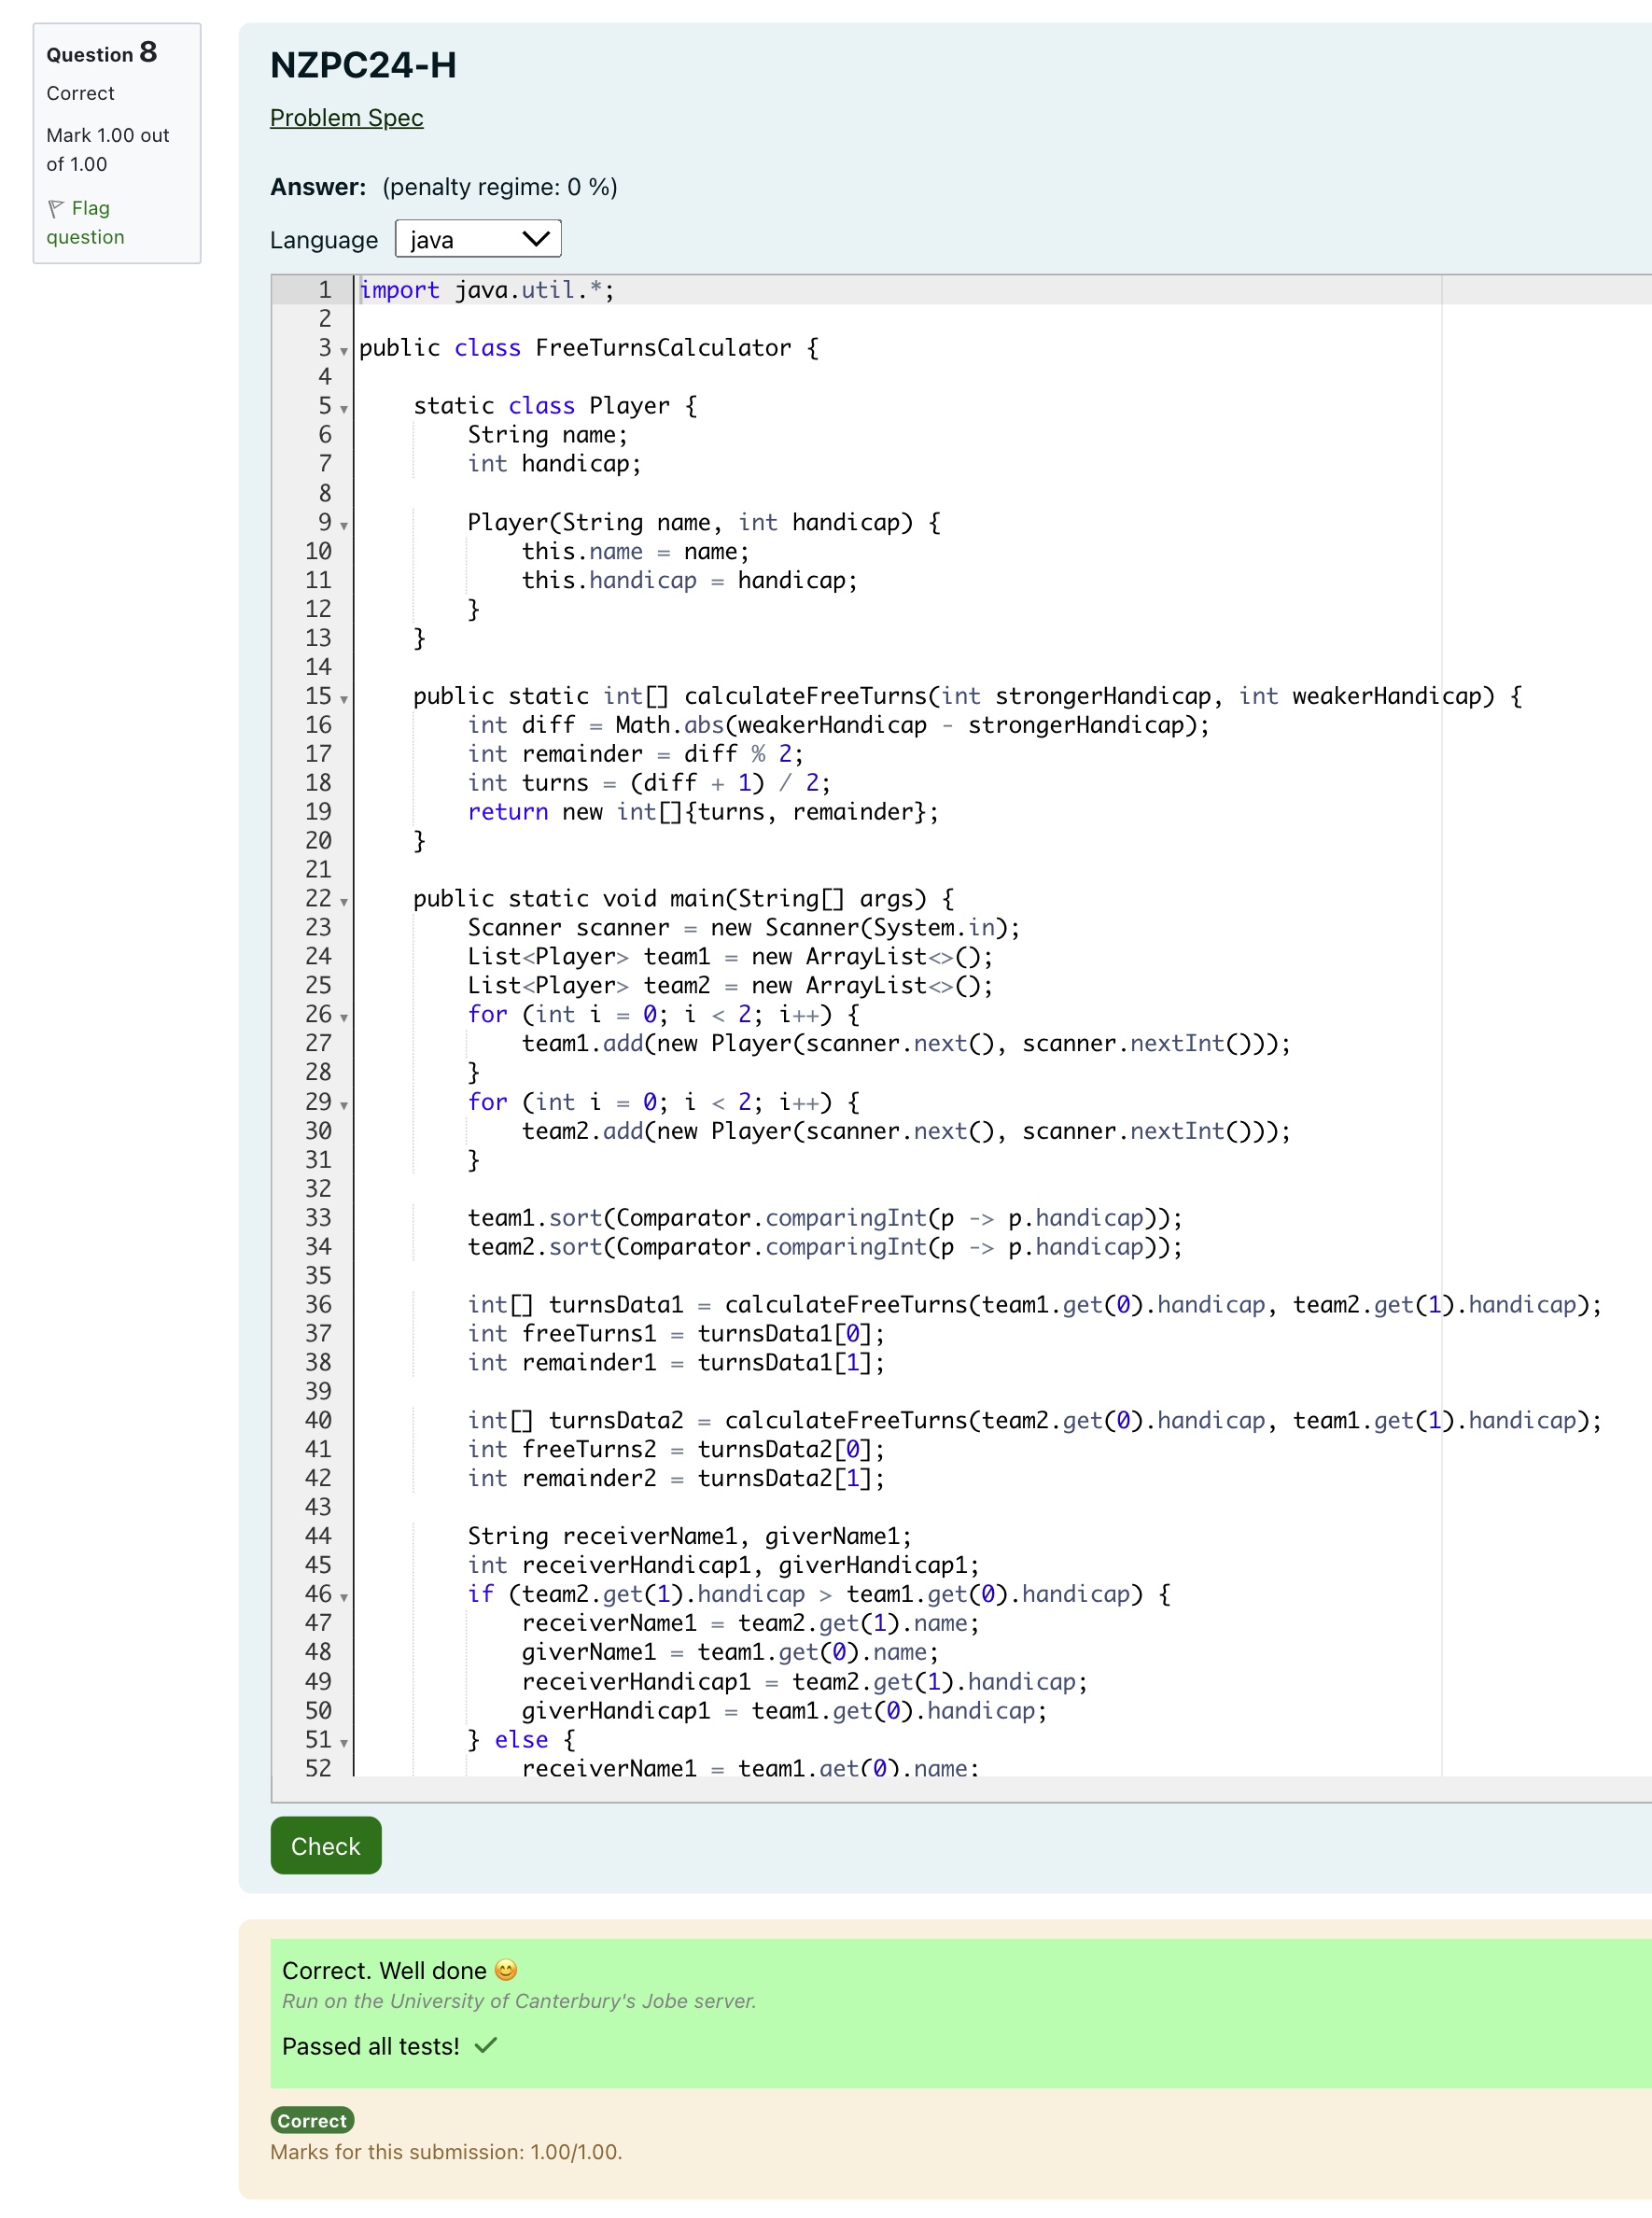 Question 8
Correct
Mark 1.00 out
of 1.00
Flag
question
NZPC24-H
Problem Spec
Answer: (penalty regime: 0 %)
Language java
1 import java.util.*;
2
3 public class FreeTurnsCalculator {
4
5     static class Player {
6         String name;
7         int handicap;
8
9         Player(String name, int handicap) {
10             this.name = name;
11             this.handicap = handicap;
12         }
13     }
14
15     public static int[] calculateFreeTurns(int strongerHandicap, int weakerHandicap) {
16         int diff = Math.abs(weakerHandicap - strongerHandicap);
17         int remainder = diff % 2;
18         int turns = (diff + 1) / 2;
19         return new int[]{turns, remainder};
20     }
21
22     public static void main(String[] args) {
23         Scanner scanner = new Scanner(System.in);
24         List<Player> team1 = new ArrayList<>();
25         List<Player> team2 = new ArrayList<>();
26         for (int i = 0; i < 2; i++) {
27             team1.add(new Player(scanner.next(), scanner.nextInt()));
28         }
29         for (int i = 0; i < 2; i++) {
30             team2.add(new Player(scanner.next(), scanner.nextInt()));
31         }
32
33         team1.sort(Comparator.comparingInt(p -> p.handicap));
34         team2.sort(Comparator.comparingInt(p -> p.handicap));
35
36         int[] turnsData1 = calculateFreeTurns(team1.get(0).handicap, team2.get(1).handicap);
37         int freeTurns1 = turnsData1[0];
38         int remainder1 = turnsData1[1];
39
40         int[] turnsData2 = calculateFreeTurns(team2.get(0).handicap, team1.get(1).handicap);
41         int freeTurns2 = turnsData2[0];
42         int remainder2 = turnsData2[1];
43
44         String receiverName1, giverName1;
45         int receiverHandicap1, giverHandicap1;
46         if (team2.get(1).handicap > team1.get(0).handicap) {
47             receiverName1 = team2.get(1).name;
48             giverName1 = team1.get(0).name;
49             receiverHandicap1 = team2.get(1).handicap;
50             giverHandicap1 = team1.get(0).handicap;
51         } else {
52             receiverName1 = team1.get(0).name;
Check
Correct. Well done 😊
Run on the University of Canterbury's Jobe server.
Passed all tests! ✓
Correct
Marks for this submission: 1.00/1.00.